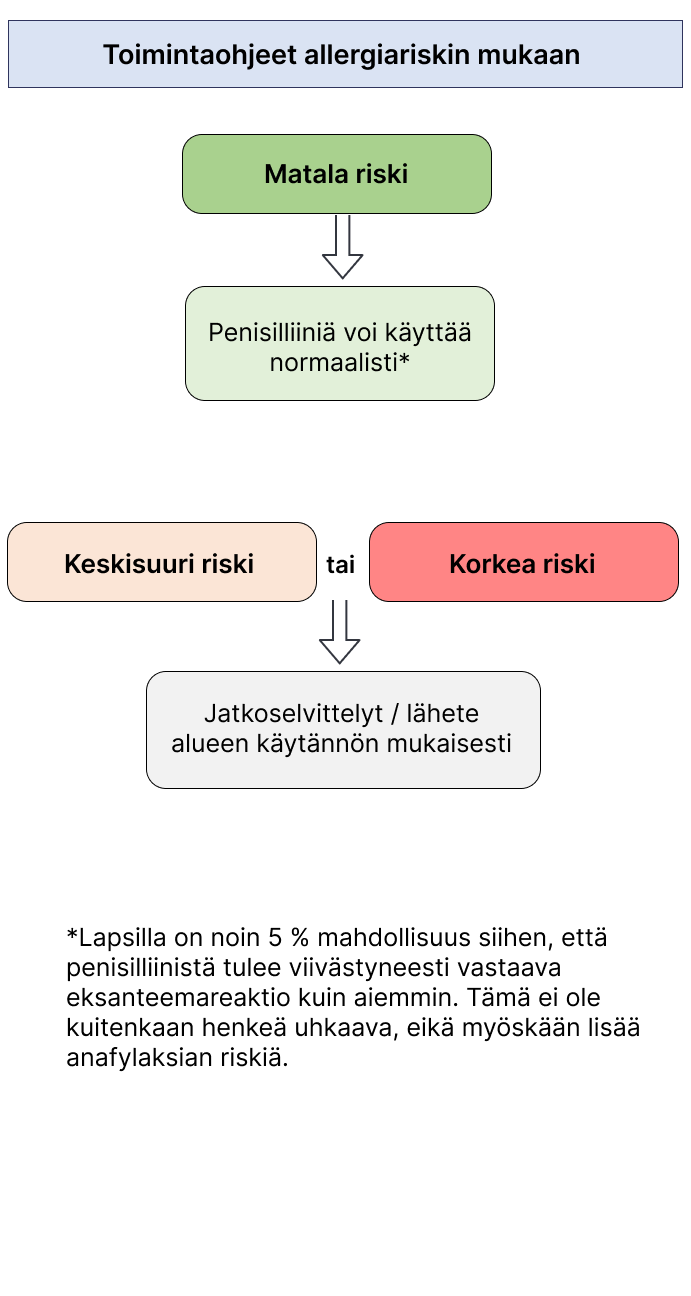 Toimintaohjeet allergiariskin mukaan
Matala riski
Penisilliiniä voi käyttää
normaalisti*
Keskisuuri riski
tai
Korkea riski
Jatkoselvittelyt / lähete
alueen käytännön mukaisesti
*Lapsilla on noin 5 % mahdollisuus siihen, että
penisilliinistä tulee viivästyneesti vastaava
eksanteemareaktio kuin aiemmin. Tämä ei ole
kuitenkaan henkeä uhkaava, eikä myöskään lisää
anafylaksian riskiä.